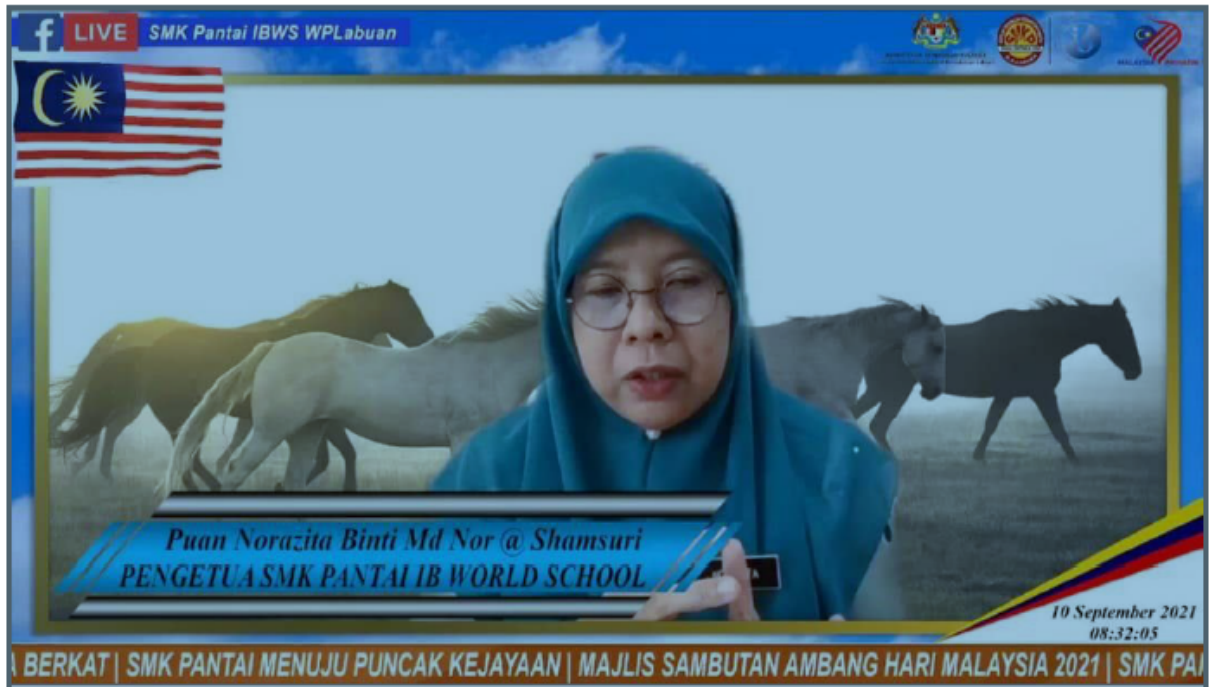 LIVE
SMK Pantai IBWS WPLabuan
Puan Norazita Binti Md Nor @ Shamsuri
PENGETUA SMK PANTAI IB WORLD SCHOOL
10 September 2021
08:32:05
BERKAT | SMK PANTAI MENUJU PUNCAK KEJAYAAN | MAJLIS SAMBUTAN AMBANG HARI MALAYSIA 2021 | SMK